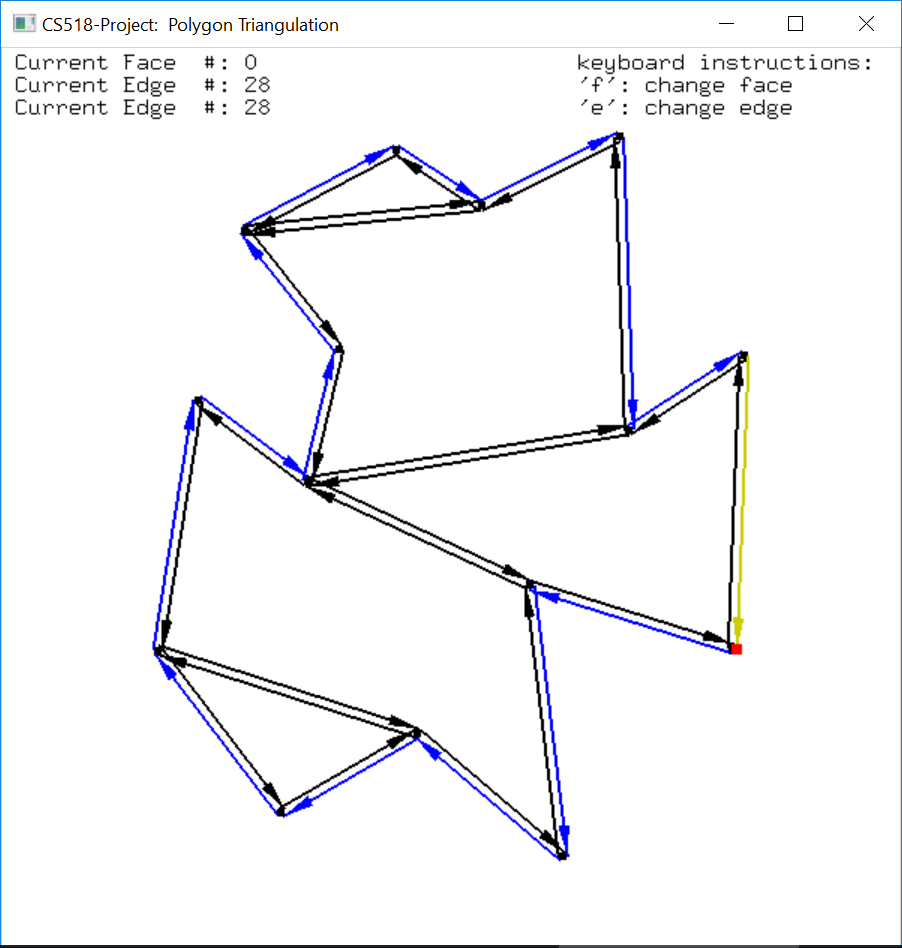 CS518-Project:  Polygon Triangulation
Current Face  #: 0
Current Edge  #: 28
Current Edge  #: 28
keyboard instructions:
'f': change face
'e': change edge